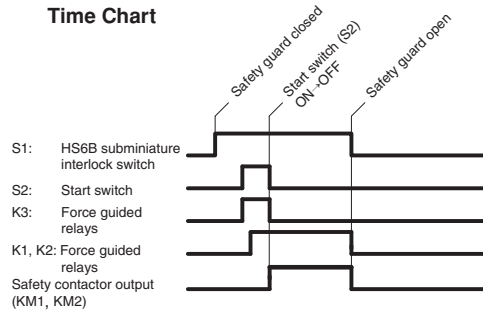 Time Chart
Safety guard closed
Start switch (S2)
ON→OFF
Safety guard open
S1: HS6B subminiature
interlock switch
S2: Start switch
K3: Force guided
relays
K1, K2: Force guided
relays
Safety contactor output
(KM1, KM2)